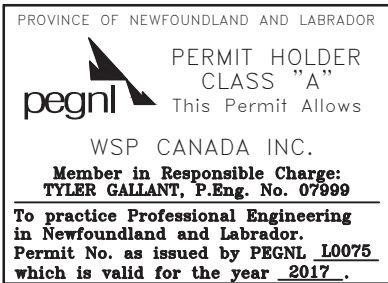 PROVINCE OF NEWFOUNDLAND AND LABRADOR
pegnl
PERMIT HOLDER
CLASS "A"
This Permit Allows
WSP CANADA INC.
Member in Responsible Charge:
TYLER GALLANT, P.Eng. No. 07999
To practice Professional Engineering
in Newfoundland and Labrador.
Permit No. as issued by PEGNL L0075
which is valid for the year 2017.